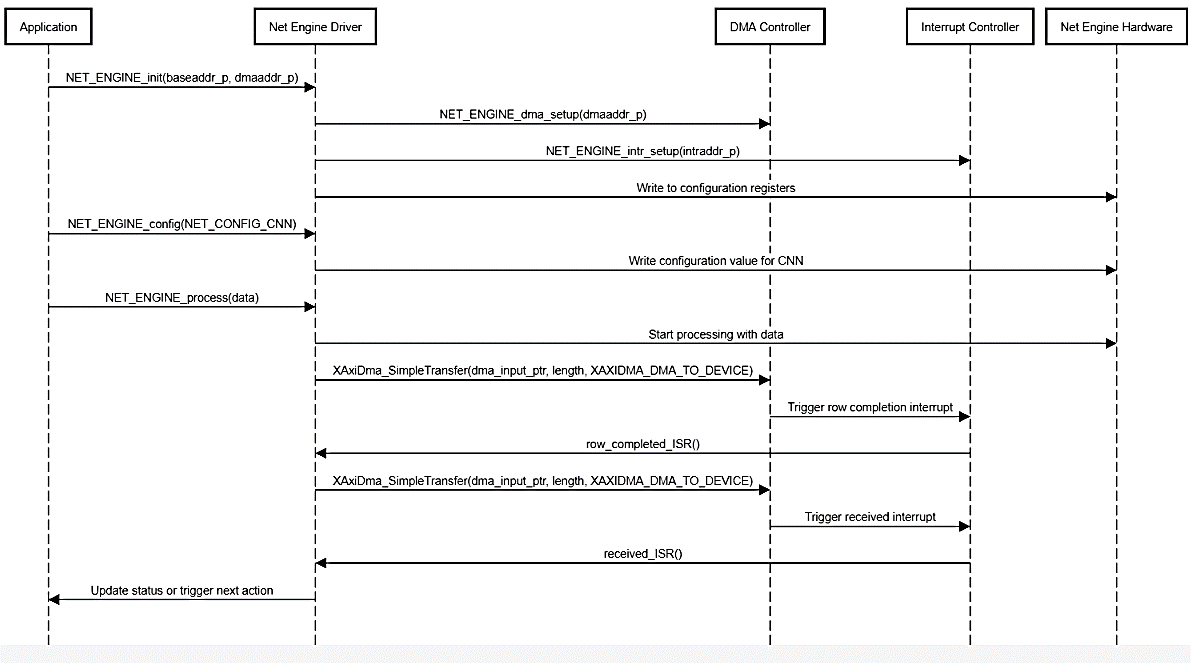 Application
Net Engine Driver
DMA Controller
Interrupt Controller
Net Engine Hardware
NET_ENGINE_init(baseaddr_p, dmaaddr_p)
NET_ENGINE_dma_setup(dmaaddr_p)
NET_ENGINE_intr_setup(intraddr_p)
Write to configuration registers
NET_ENGINE_config(NET_CONFIG_CNN)
Write configuration value for CNN
NET_ENGINE_process(data)
Start processing with data
XAxiDma_SimpleTransfer(dma_input_ptr, length, XAXIDMA_DMA_TO_DEVICE)
Trigger row completion interrupt
row_completed_ISR()
XAxiDma_SimpleTransfer(dma_input_ptr, length, XAXIDMA_DMA_TO_DEVICE)
Trigger received interrupt
received_ISR()
Update status or trigger next action